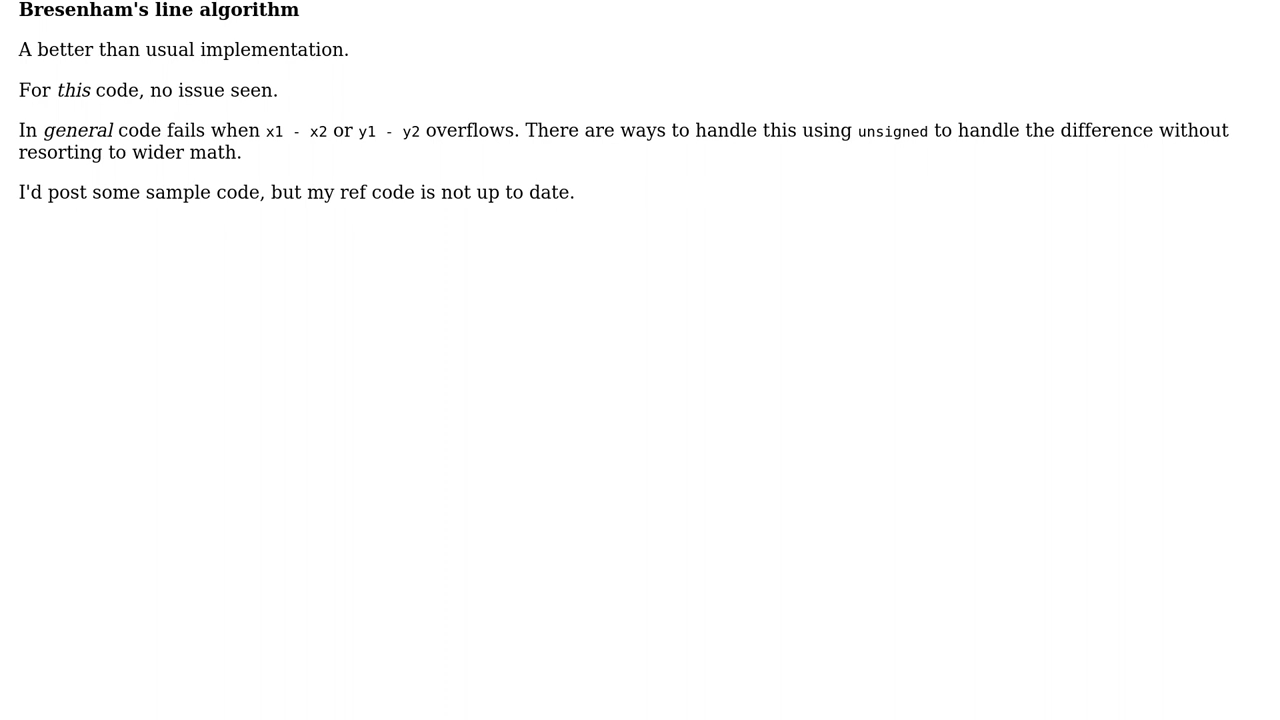 Bresenham's line algorithm
A better than usual implementation.
For this code, no issue seen.
In general code fails when x1 - x2 or y1 - y2 overflows. There are ways to handle this using unsigned to handle the difference without
resorting to wider math.
I'd post some sample code, but my ref code is not up to date.